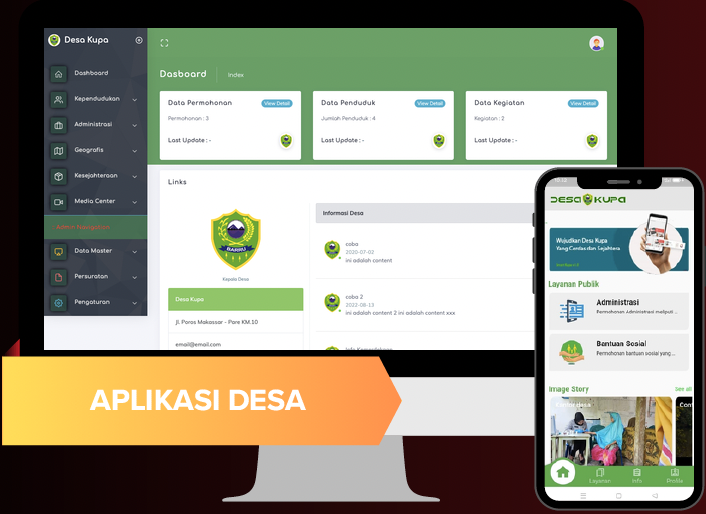 Desa Kupa
Dashboard
Kependudukan
Administrasi
Geografis
Kesejahteraan
Media Center
Data Master
Persuratan
Pengaturan
Dasboard
Index
Data Permohonan
View Detail
Permohonan : 3
Last Update : -
Data Penduduk
View Detail
Jumlah Penduduk : 4
Last Update : -
Data Kegiatan
View Detail
Kegiatan : 2
Last Update : -
Links
BARRU
Kepala Desa
Desa Kupa
Jl. Poros Makassar - Pare KM.10
email@email.com
Informasi Desa
coba
2020-07-02
ini adalah content
coba 2
2022-08-13
ini adalah content 2 ini adalah content xxx
APLIKASI DESA
DESA KUPA
Wujudkan Desa Kupa
Yang Cerdas dan Sejahtera
Layanan Publik
Administrasi
Permohonan Administrasi meliputi ...
Bantuan Sosial
Permohonan bantuan sosial yang ...
Image Story
See all
desa
Layanan
Info
Profile